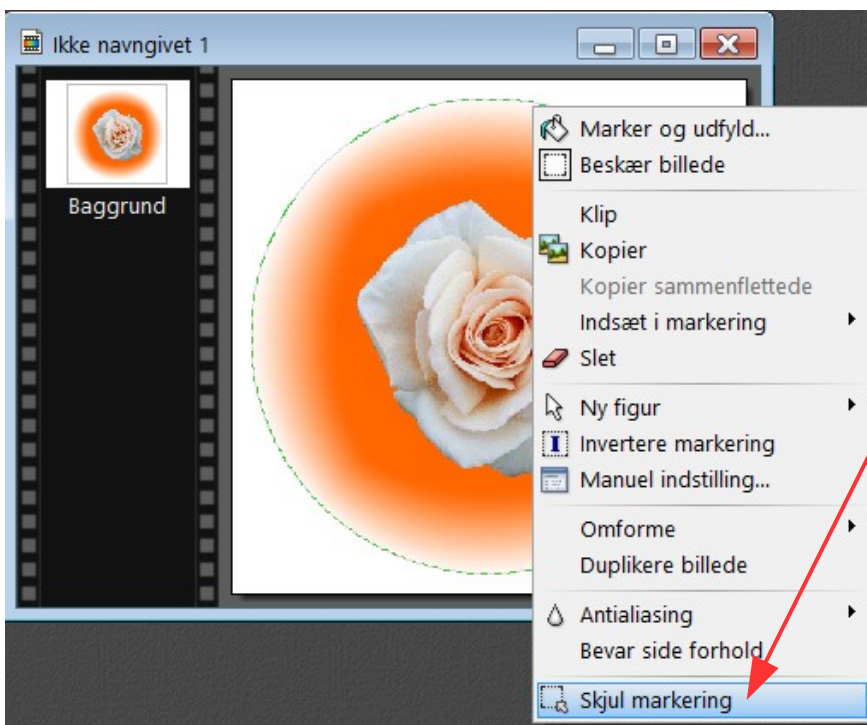 Ikke navngivet 1
Baggrund
Marker og udfyld...
Beskær billede
Klip
Kopier
Kopier sammenflettede
Indsæt i markering
Slet
Ny figur
Invertere markering
Manuel indstilling...
Omforme
Duplikere billede
Antialiasing
Bevar side forhold
Skjul markering